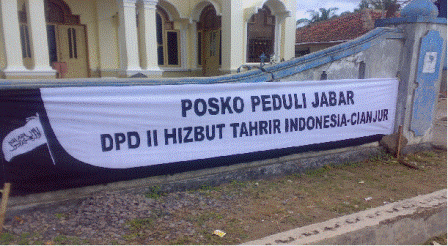 POSKO PEDULI JABAR
DPD II HIZBUT TAHRIR INDONESIA-CIANJUR